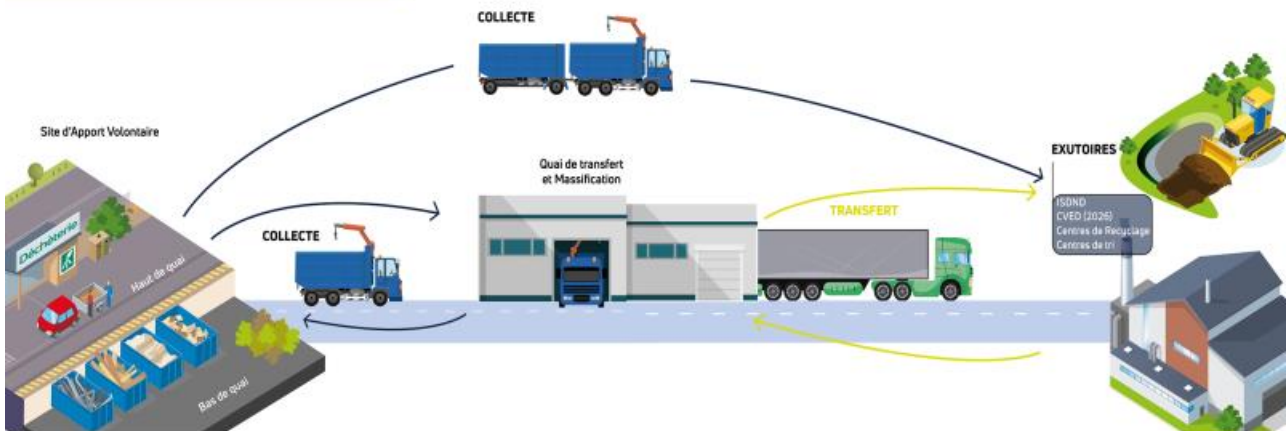 COLLECTE
Site d'Apport Volontaire
Quai de transfert
et Massification
EXUTOIRES
TRANSFERT
ISDND
CVED (2026)
Centres de Recyclage
Centres de tri
COLLECTE
Déchèterie
Haut de quai
Bas de quai